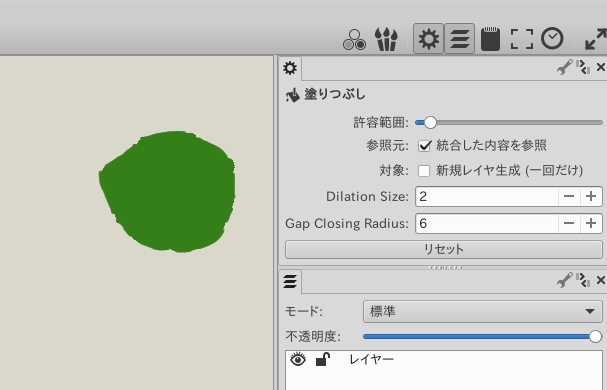 塗りつぶし
許容範囲:
参照元: 統合した内容を参照
対象: 新規レイヤ生成 (一回だけ)
Dilation Size: 2
Gap Closing Radius: 6
リセット
モード: 標準
不透明度:
レイヤー